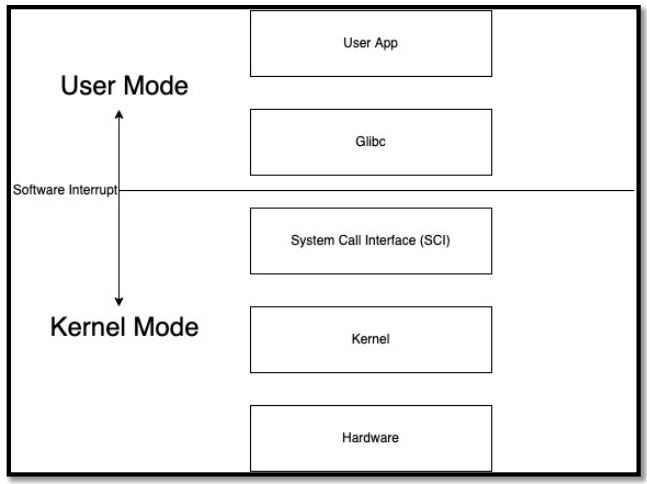 User App
User Mode
Glibc
Software Interrupt
System Call Interface (SCI)
Kernel Mode
Kernel
Hardware